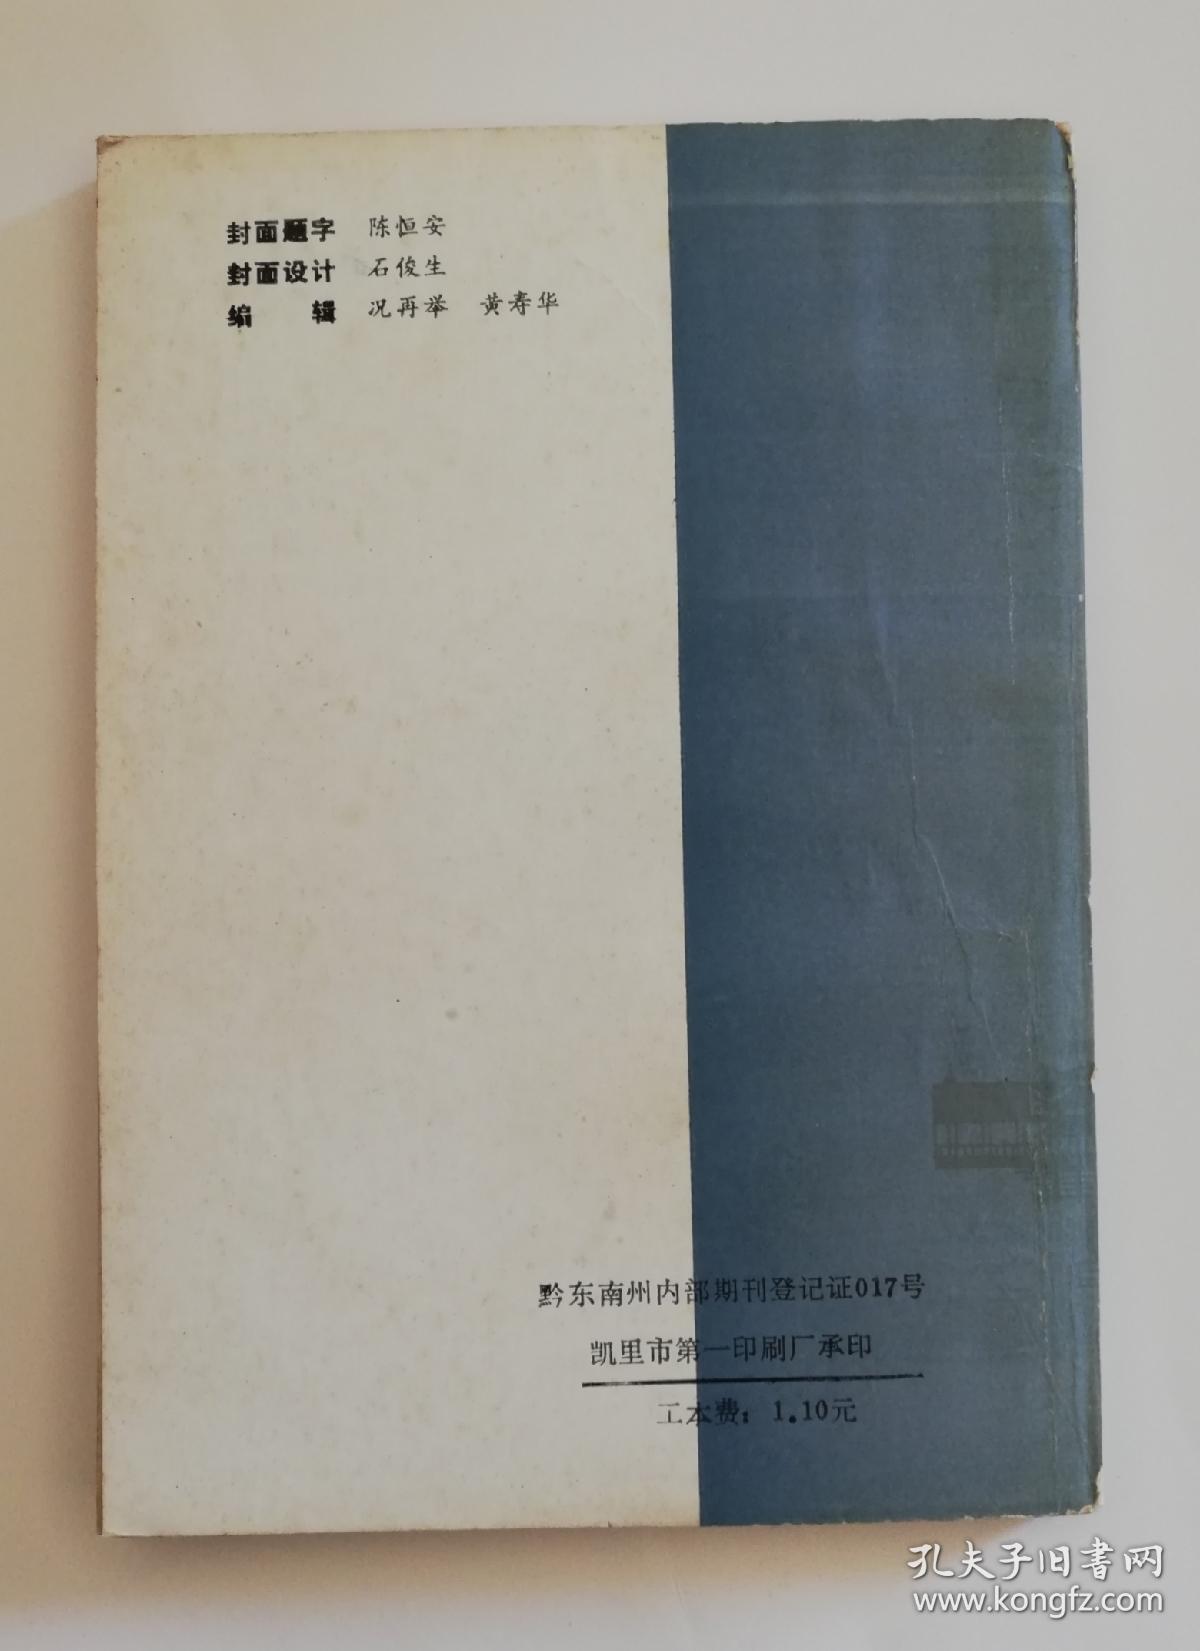 封面题字 陈恒安
封面设计 石俊生
编 辑 况再举 黄寿华
黔东南州内部期刊登记证017号
凯里市第一印刷厂承印
工本费：1.10元
孔夫子旧书网
www.kongfz.com